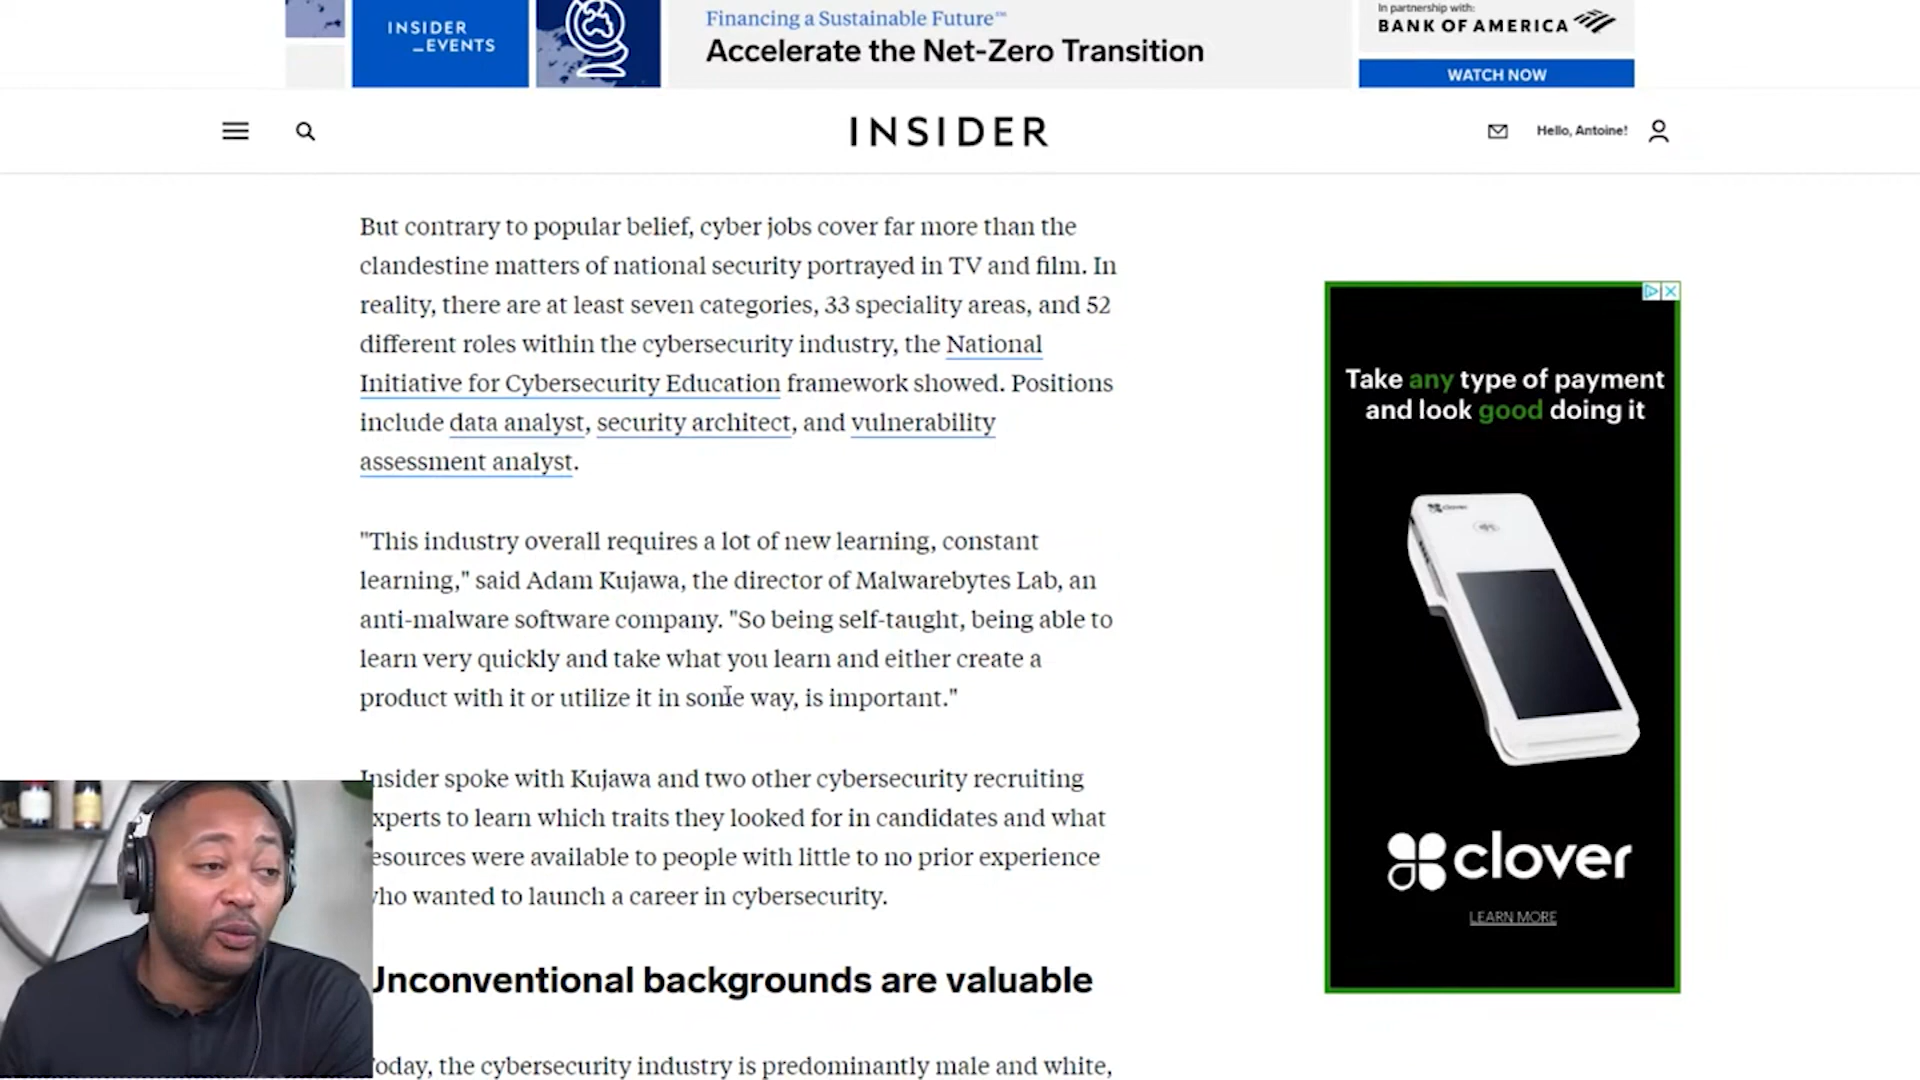 INSIDER
_EVENTS
Financing a Sustainable Future™
Accelerate the Net-Zero Transition
In partnership with:
BANK OF AMERICA
WATCH NOW
INSIDER
Hello, Antoine!
But contrary to popular belief, cyber jobs cover far more than the
clandestine matters of national security portrayed in TV and film. In
reality, there are at least seven categories, 33 speciality areas, and 52
different roles within the cybersecurity industry, the National
Initiative for Cybersecurity Education framework showed. Positions
include data analyst, security architect, and vulnerability
assessment analyst.
"This industry overall requires a lot of new learning, constant
learning," said Adam Kujawa, the director of Malwarebytes Lab, an
anti-malware software company. "So being self-taught, being able to
learn very quickly and take what you learn and either create a
product with it or utilize it in some way, is important."
Insider spoke with Kujawa and two other cybersecurity recruiting
experts to learn which traits they looked for in candidates and what
resources were available to people with little to no prior experience
who wanted to launch a career in cybersecurity.
Unconventional backgrounds are valuable
Today, the cybersecurity industry is predominantly male and white,
Take any type of payment
and look good doing it
clover
clover
LEARN MORE